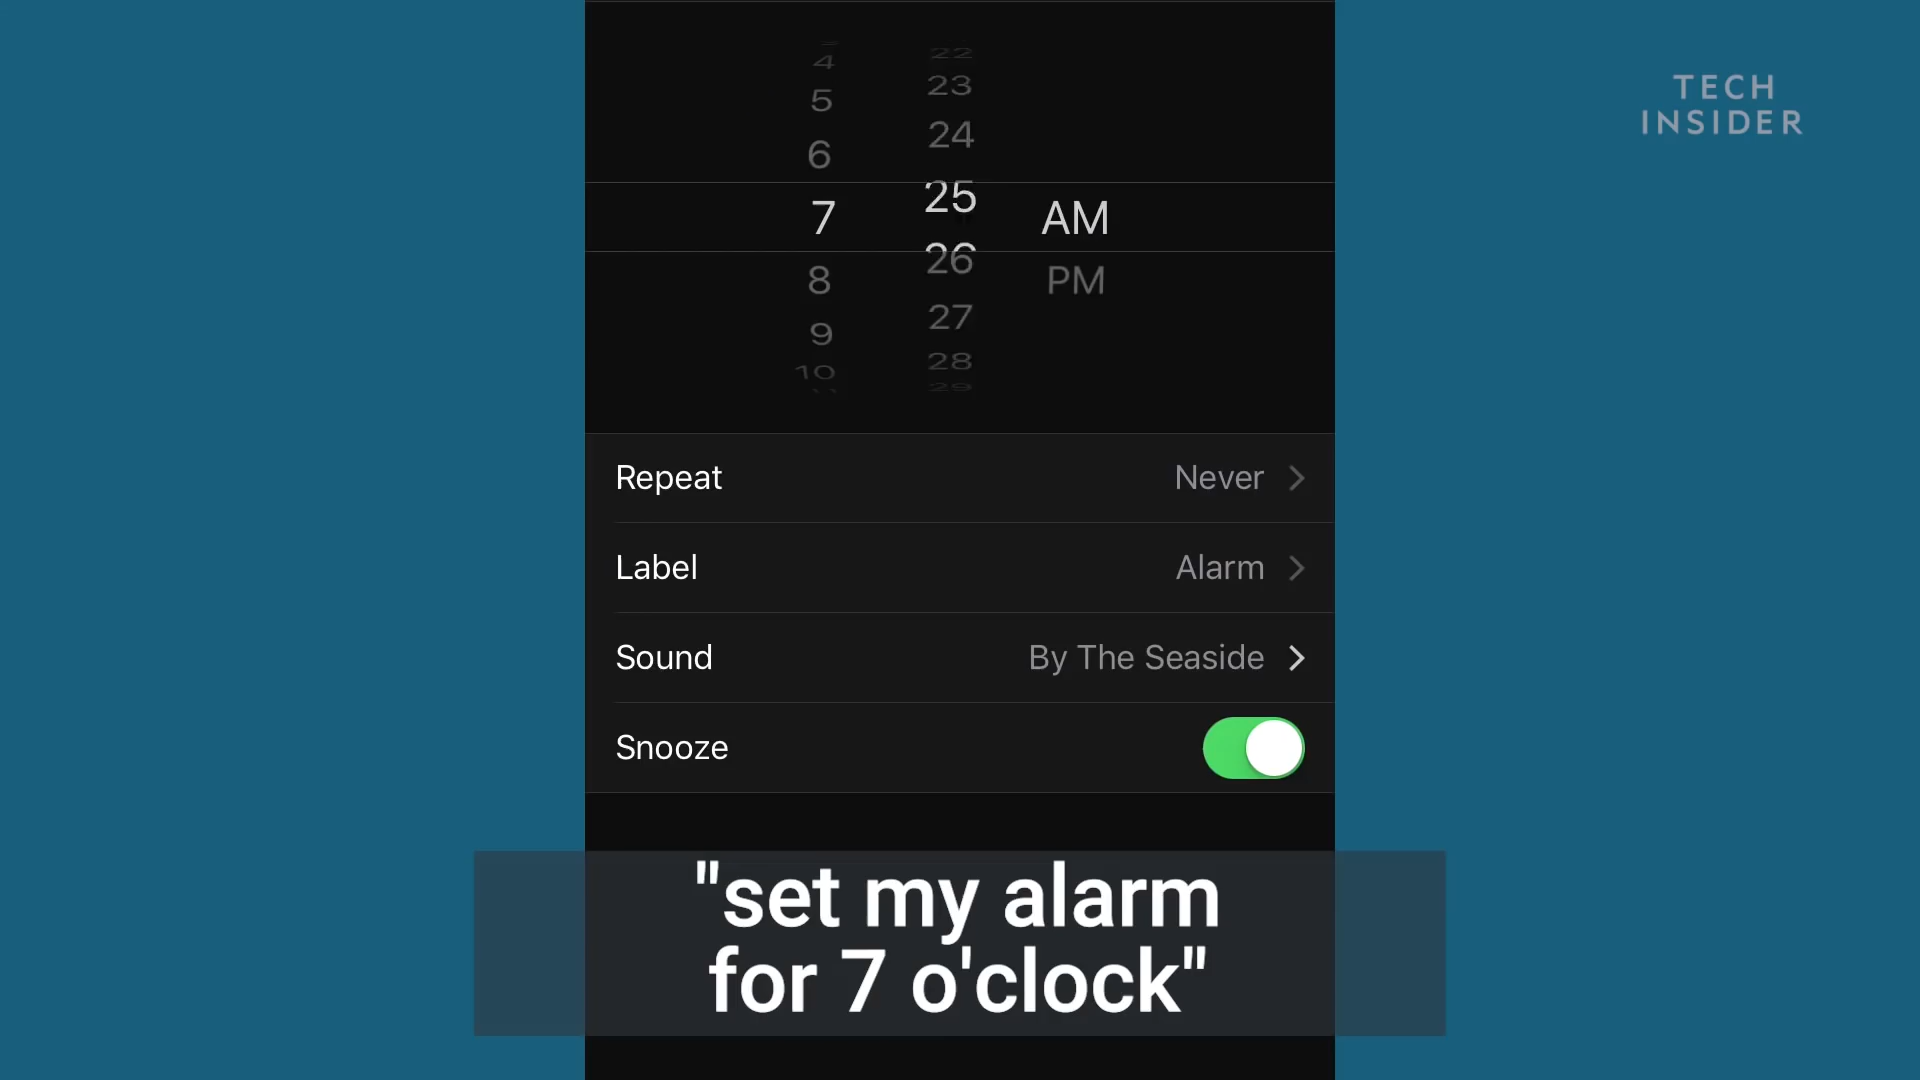 TECH
INSIDER
4 22
5 23
6 24
7 25 AM
8 26 PM
9 27
10 28
29
Repeat Never
Label Alarm
Sound By The Seaside
Snooze
"set my alarm
for 7 o'clock"